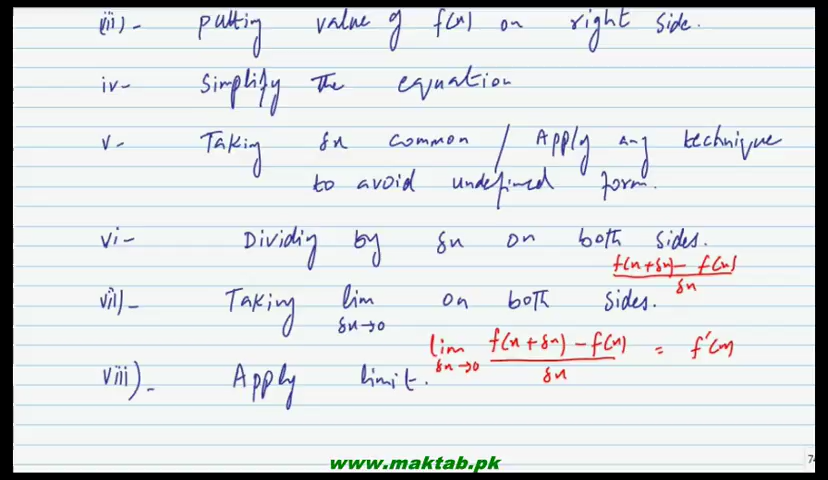 iii)- putting value of f(x) on right side.
iv- Simplify the equation
v- Taking δx common / Apply any technique
to avoid undefined form.
vi- Dividing by δx on both sides.
f(x+δx) - f(x)
δx
vii)- Taking lim on both sides.
δx→0
lim f(x + δx) - f(x) = f'(x)
δx→0 δx
viii)- Apply limit.
www.maktab.pk
74